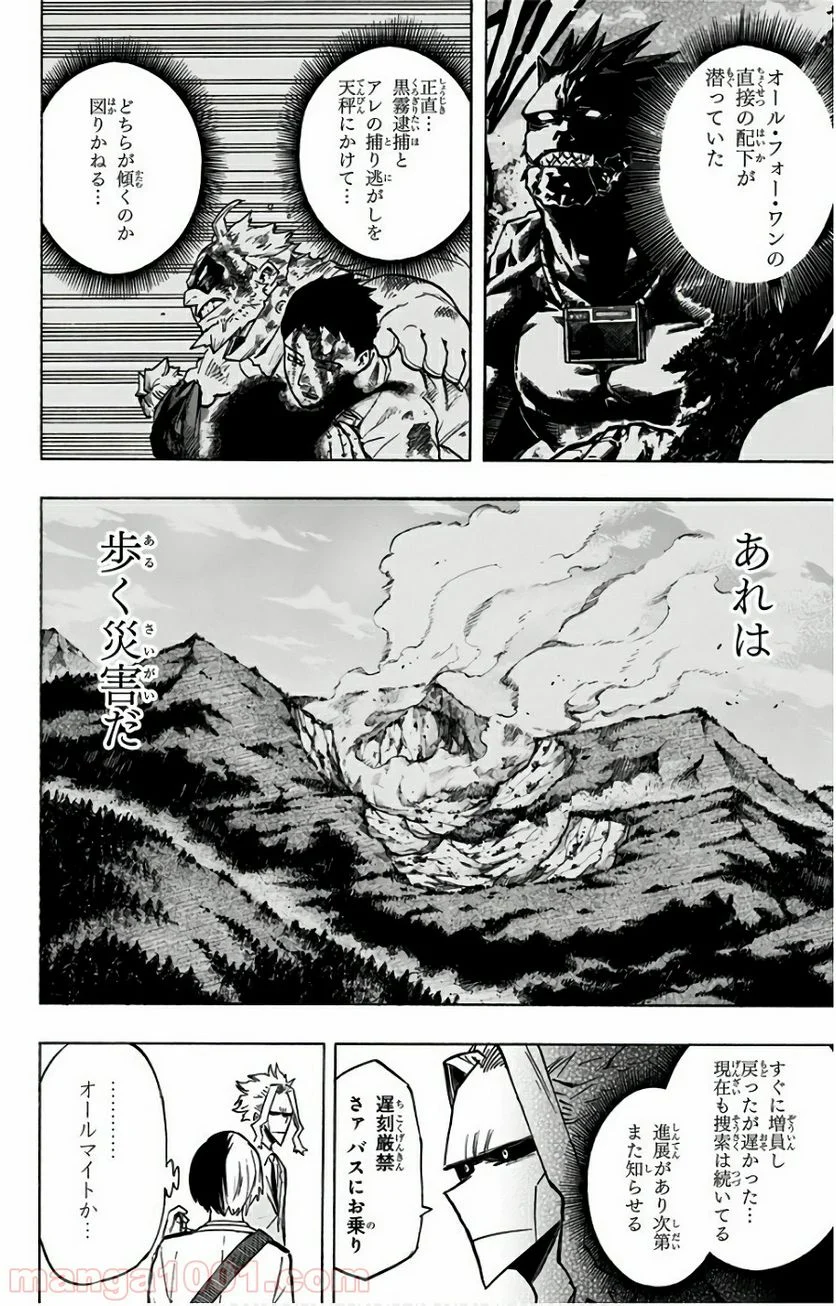 オール・フォー・ワンの
直接の配下が
潜っていた
正直…
黒霧逮捕と
アレの捕り逃がしを
天秤にかけて…
どちらが傾くのか
図りかねる…
あれは
歩く災害だ
すぐに増員し
戻ったが遅かった…
現在も捜索は続いてる
進展があり次第
また知らせる
遅刻厳禁
さァ バスにお乗り
…………
オールマイトか…
manga1001.com